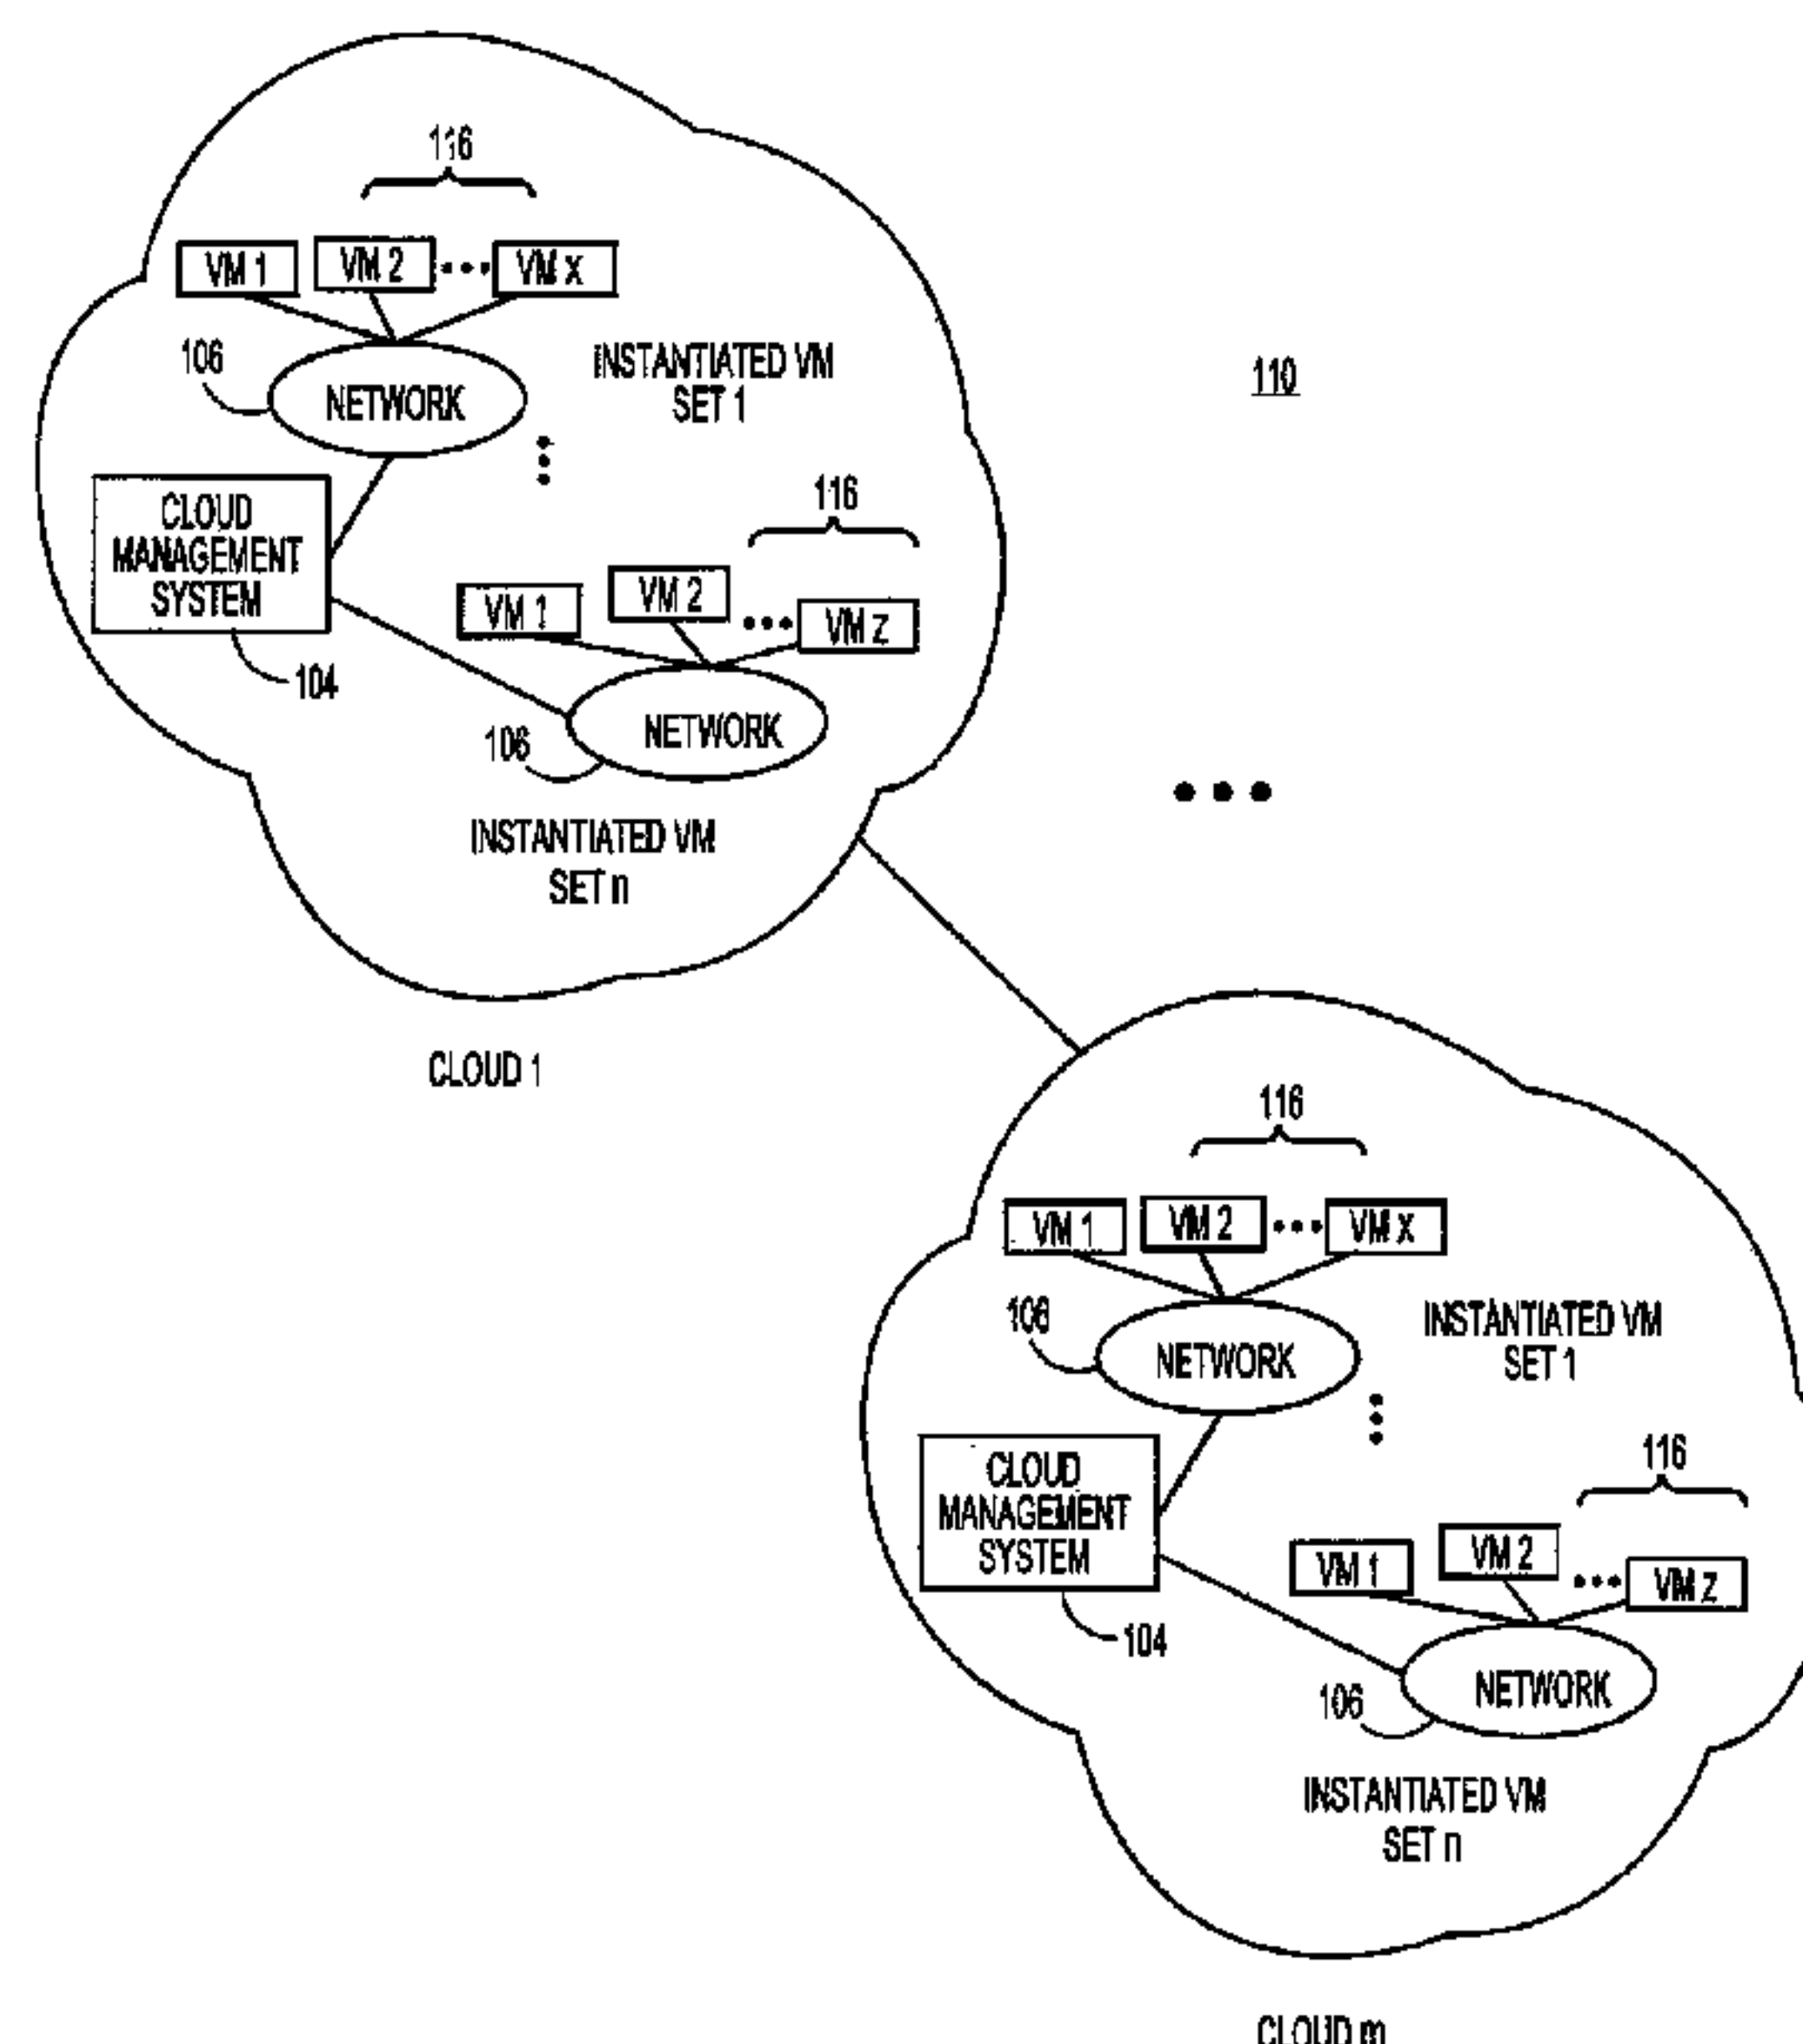 116
VM 1
VM 2
VM X
106
NETWORK
INSTANTIATED VM
SET 1
110
CLOUD
MANAGEMENT
SYSTEM
104
116
VM 1
VM 2
VM Z
106
NETWORK
INSTANTIATED VM
SET n
CLOUD 1
116
VM 1
VM 2
VM X
106
NETWORK
INSTANTIATED VM
SET 1
CLOUD
MANAGEMENT
SYSTEM
104
116
VM 1
VM 2
VM Z
106
NETWORK
INSTANTIATED VM
SET n
CLOUD m